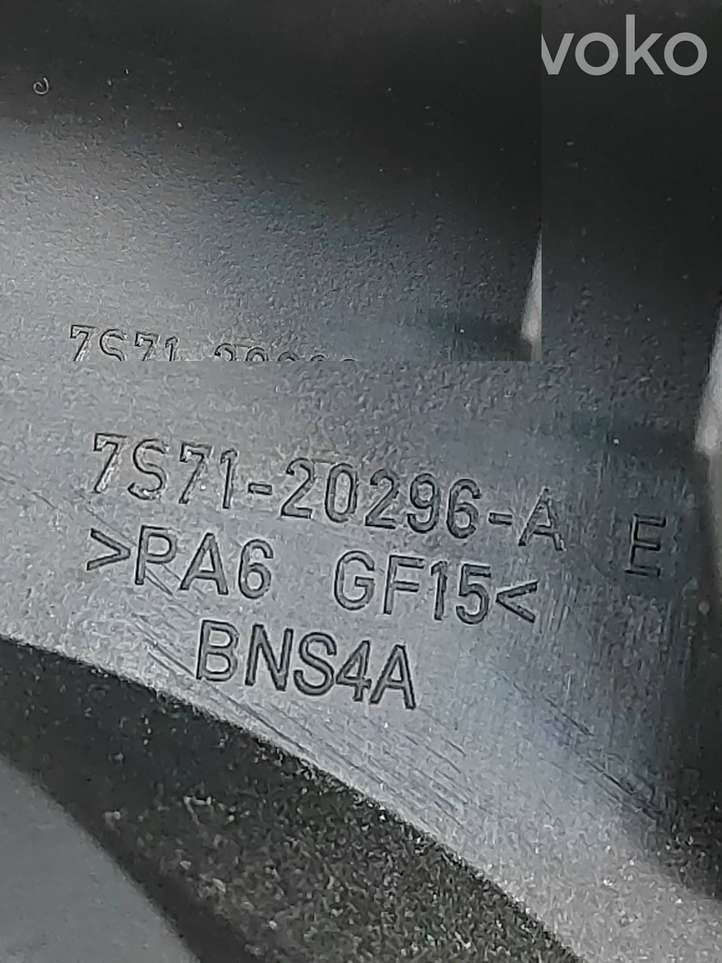 voko
7S71-20296-A E
>PA6 GF15<
BNS4A